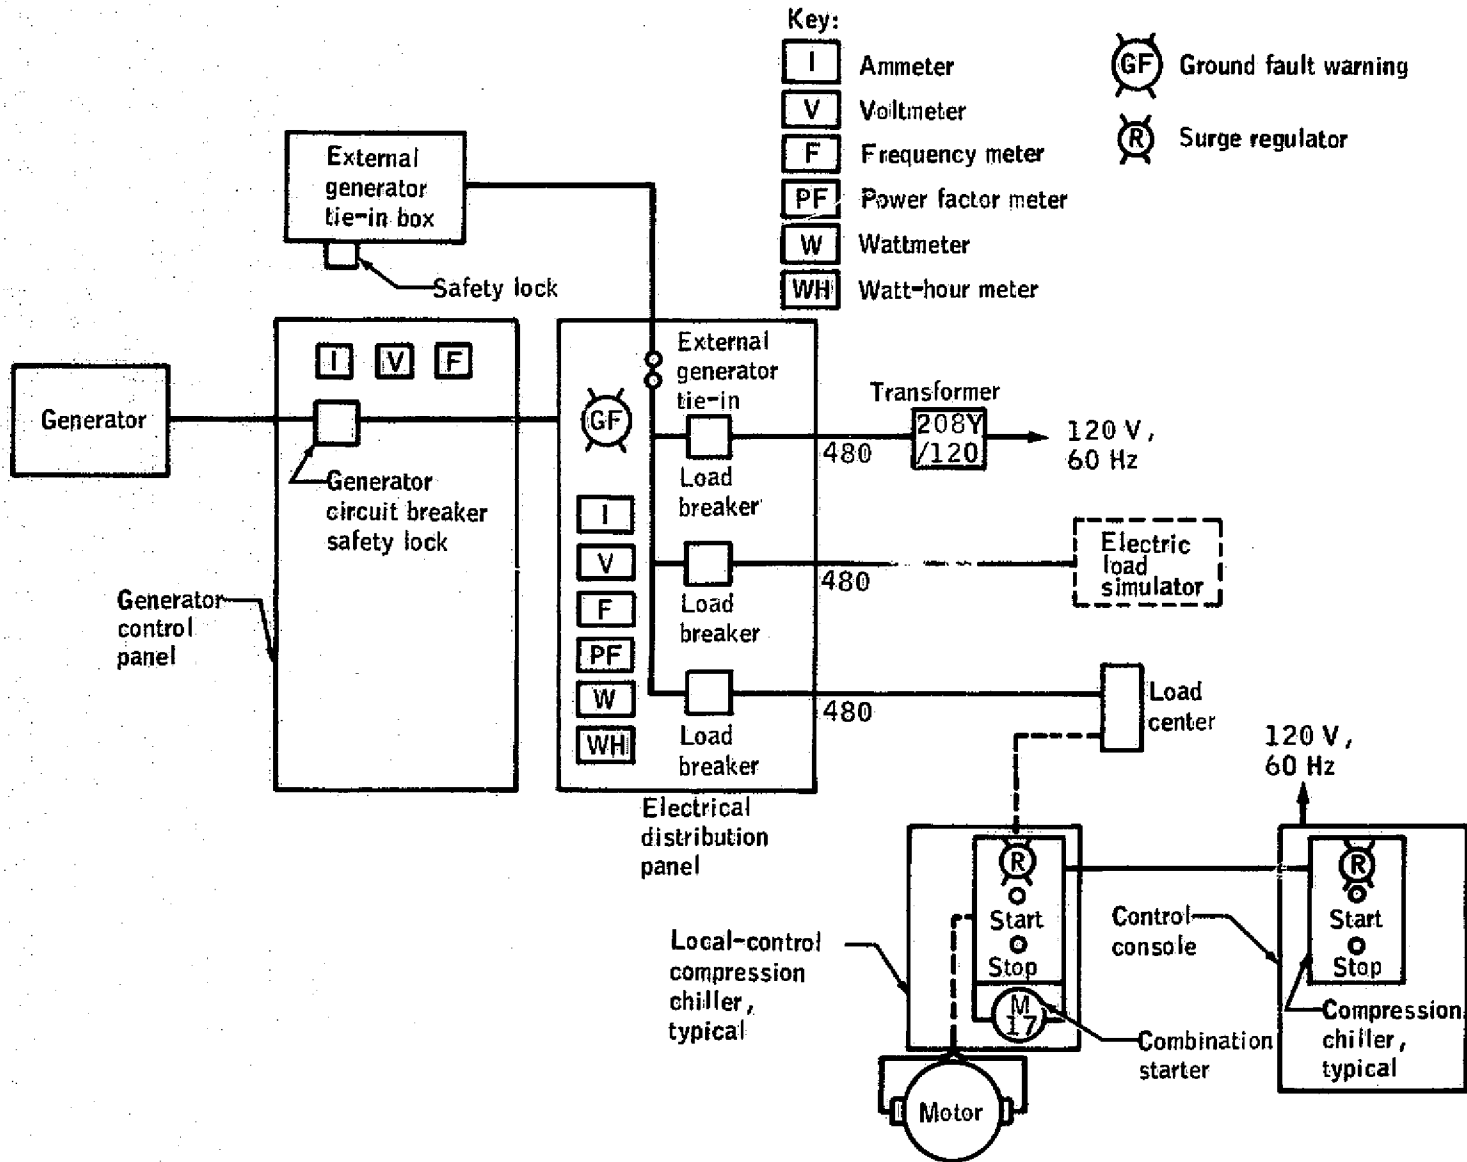 Key:
I Ammeter
V Voltmeter
F Frequency meter
PF Power factor meter
W Wattmeter
WH Watt-hour meter
GF Ground fault warning
R Surge regulator
External
generator
tie-in box
Safety lock
Generator
I V F
Generator
circuit breaker
safety lock
Generator
control
panel
GF
I
V
F
PF
W
WH
External
generator
tie-in
Load
breaker
Load
breaker
Load
breaker
Electrical
distribution
panel
480
Transformer
208Y
/120
120 V,
60 Hz
480
Electric
load
simulator
480
Load
center
120 V,
60 Hz
R
Start
Stop
M
17
Local-control
compression
chiller,
typical
Motor
Combination
starter
Control
console
R
Start
Stop
Compression
chiller,
typical